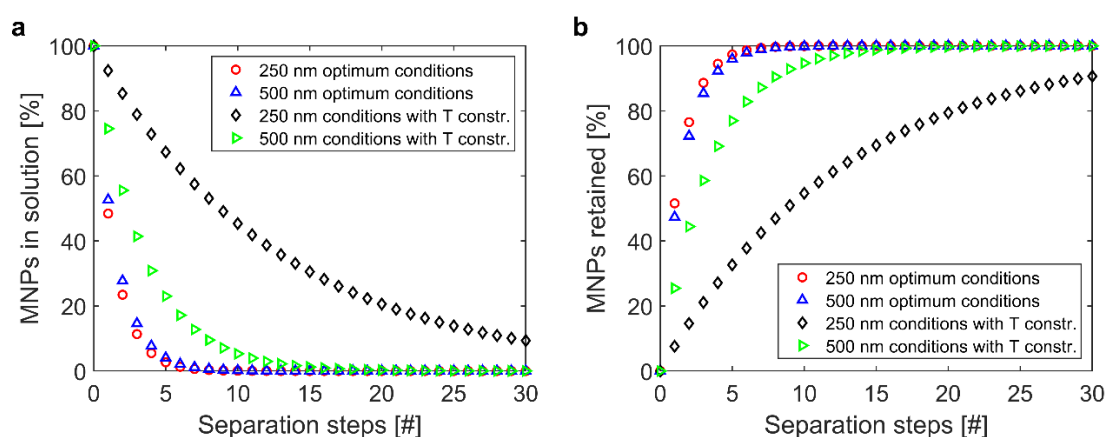 a
MNPs in solution [%]
100
80
60
40
20
0
250 nm optimum conditions
500 nm optimum conditions
250 nm conditions with T constr.
500 nm conditions with T constr.
0 5 10 15 20 25 30
Separation steps [#]
b
MNPs retained [%]
100
80
60
40
20
0
250 nm optimum conditions
500 nm optimum conditions
250 nm conditions with T constr.
500 nm conditions with T constr.
0 5 10 15 20 25 30
Separation steps [#]